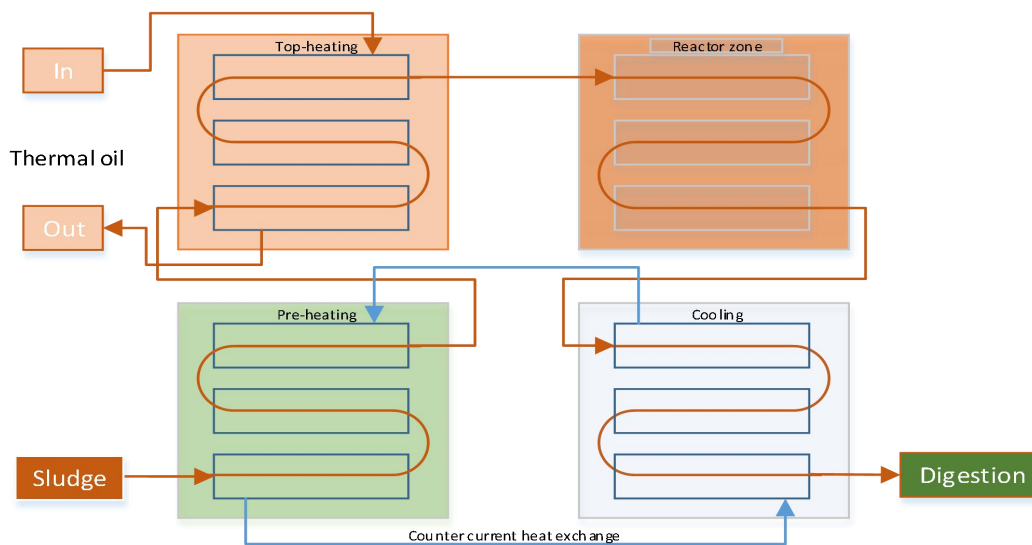 Top-heating
Reactor zone
In
Thermal oil
Out
Pre-heating
Cooling
Sludge
Digestion
Counter current heat exchange